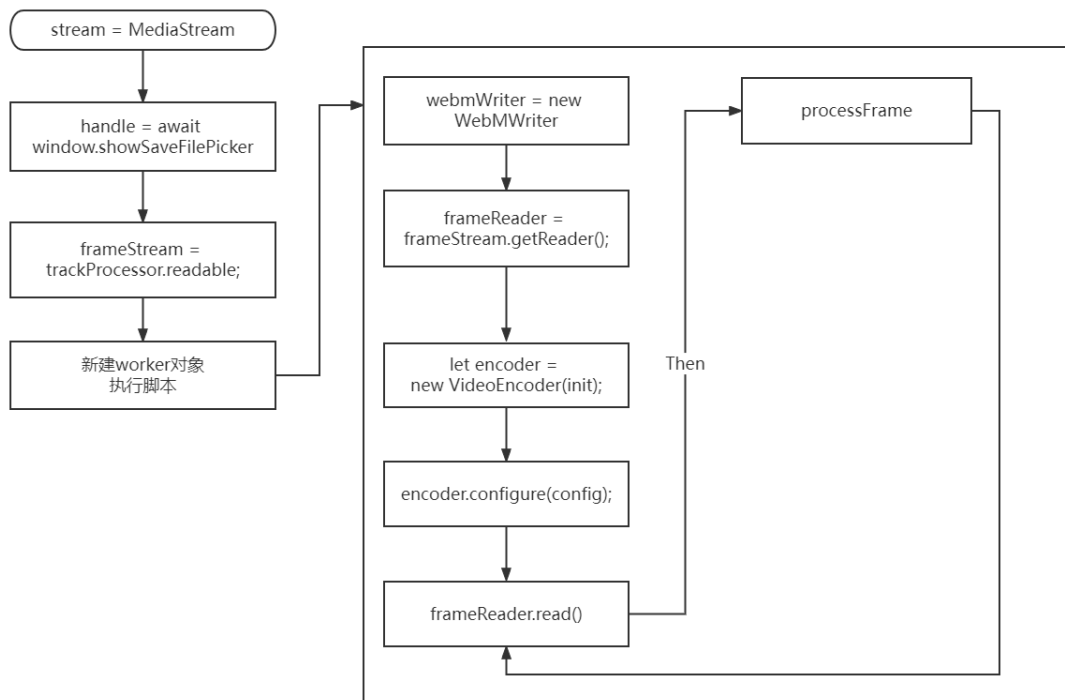 stream = MediaStream
handle = await
window.showSaveFilePicker
frameStream =
trackProcessor.readable;
新建worker对象
执行脚本
webmWriter = new
WebMWriter
frameReader =
frameStream.getReader();
let encoder =
new VideoEncoder(init);
encoder.configure(config);
frameReader.read()
Then
processFrame